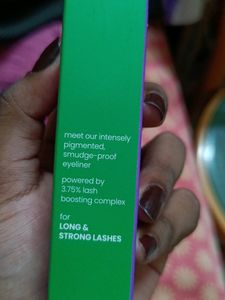 meet our intensely
pigmented,
smudge-proof
eyeliner
powered by
3.75% lash
boosting complex
for
LONG &
STRONG LASHES